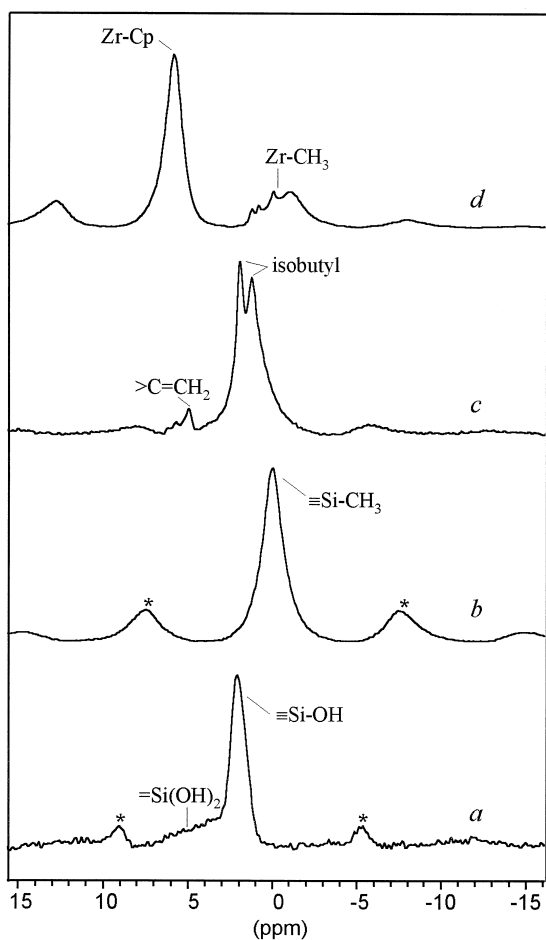 Zr-Cp
Zr-CH₃
d
isobutyl
>C=CH₂
c
≡Si-CH₃
* *
b
≡Si-OH
=Si(OH)₂
* *
a
15 10 5 0 -5 -10 -15
(ppm)